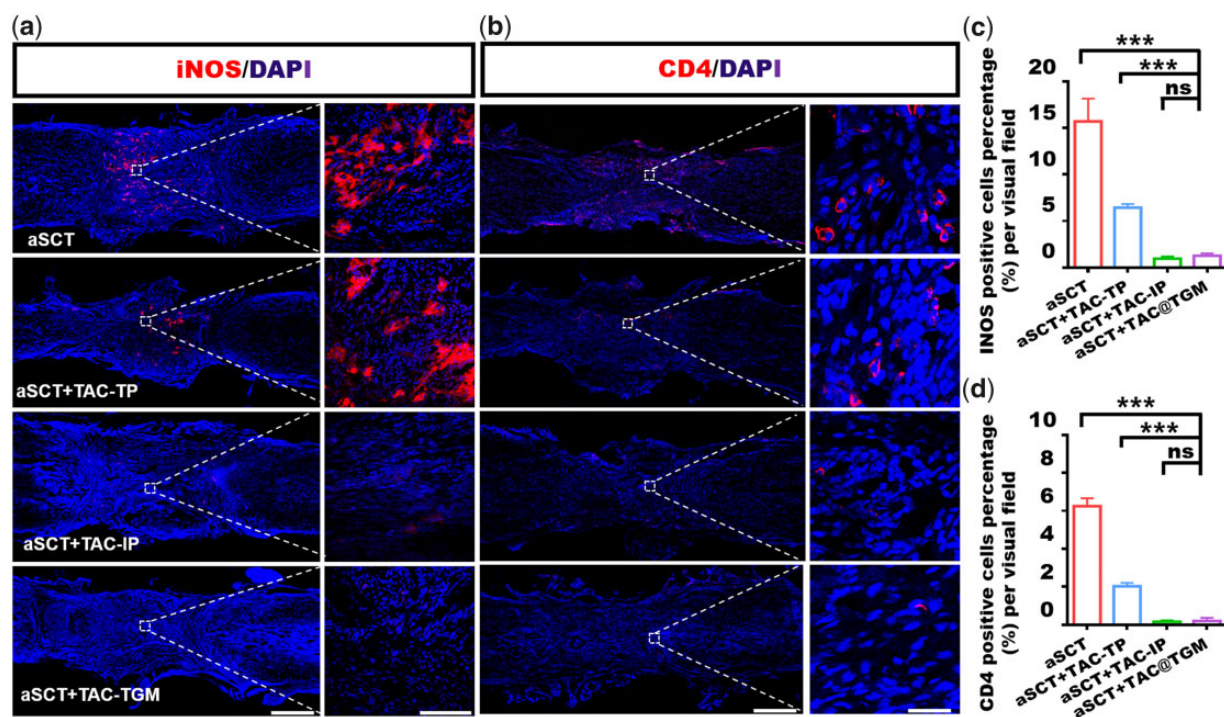 (a)
iNOS/DAPI
aSCT
aSCT+TAC-TP
aSCT+TAC-IP
aSCT+TAC-TGM
(b)
CD4/DAPI
(c)
INOS positive cells percentage
(%) per visual field
20
15
10
5
0
***
***
ns
aSCT
aSCT+TAC-TP
aSCT+TAC-IP
aSCT+TAC@TGM
(d)
CD4 positive cells percentage
(%) per visual field
10
8
6
4
2
0
***
***
ns
aSCT
aSCT+TAC-TP
aSCT+TAC-IP
aSCT+TAC@TGM